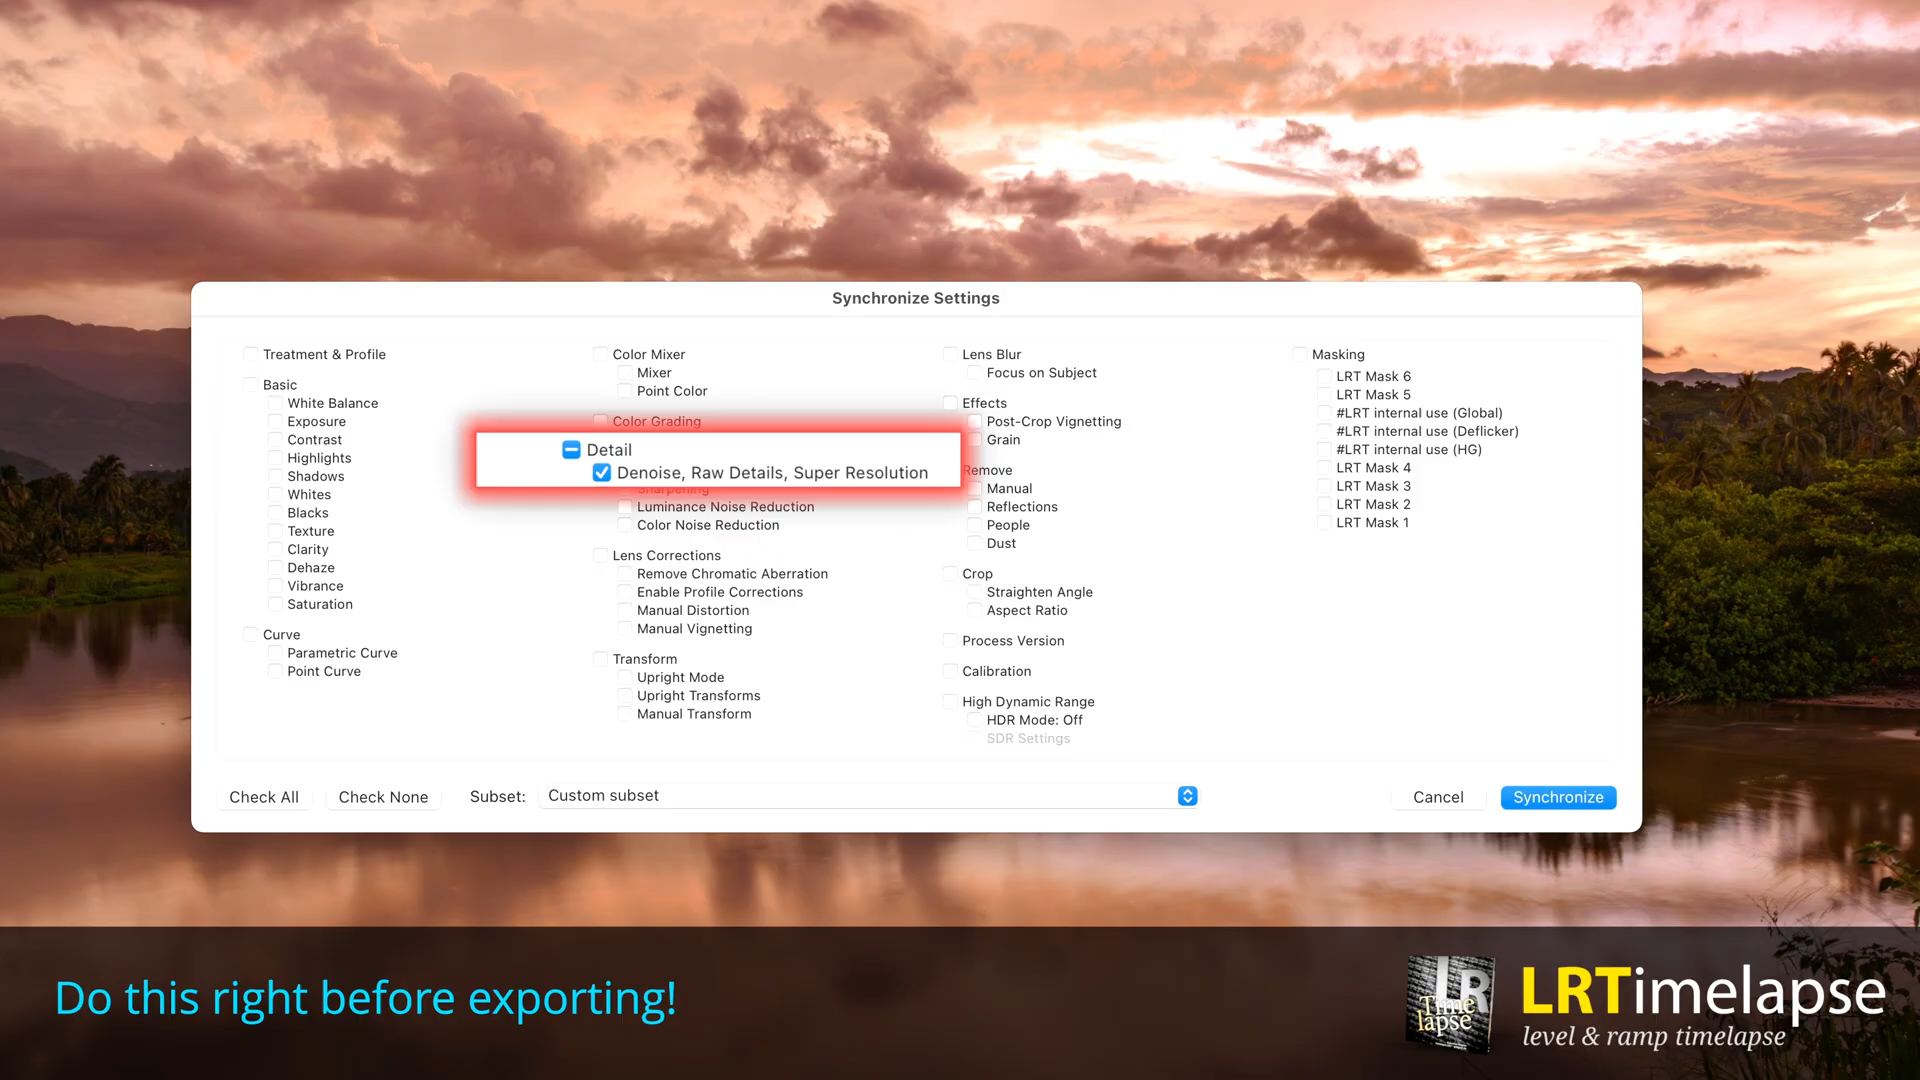 Synchronize Settings
Treatment & Profile
Basic
White Balance
Exposure
Contrast
Highlights
Shadows
Whites
Blacks
Texture
Clarity
Dehaze
Vibrance
Saturation
Curve
Parametric Curve
Point Curve
Color Mixer
Mixer
Point Color
Color Grading
Detail
Denoise, Raw Details, Super Resolution
Sharpening
Luminance Noise Reduction
Color Noise Reduction
Lens Corrections
Remove Chromatic Aberration
Enable Profile Corrections
Manual Distortion
Manual Vignetting
Transform
Upright Mode
Upright Transforms
Manual Transform
Lens Blur
Focus on Subject
Effects
Post-Crop Vignetting
Grain
Remove
Manual
Reflections
People
Dust
Crop
Straighten Angle
Aspect Ratio
Process Version
Calibration
High Dynamic Range
HDR Mode: Off
SDR Settings
Masking
LRT Mask 6
LRT Mask 5
#LRT internal use (Global)
#LRT internal use (Deflicker)
#LRT internal use (HG)
LRT Mask 4
LRT Mask 3
LRT Mask 2
LRT Mask 1
Check All
Check None
Subset:
Custom subset
Cancel
Synchronize
Do this right before exporting!
LR
Time
lapse
LRTimelapse
level & ramp timelapse